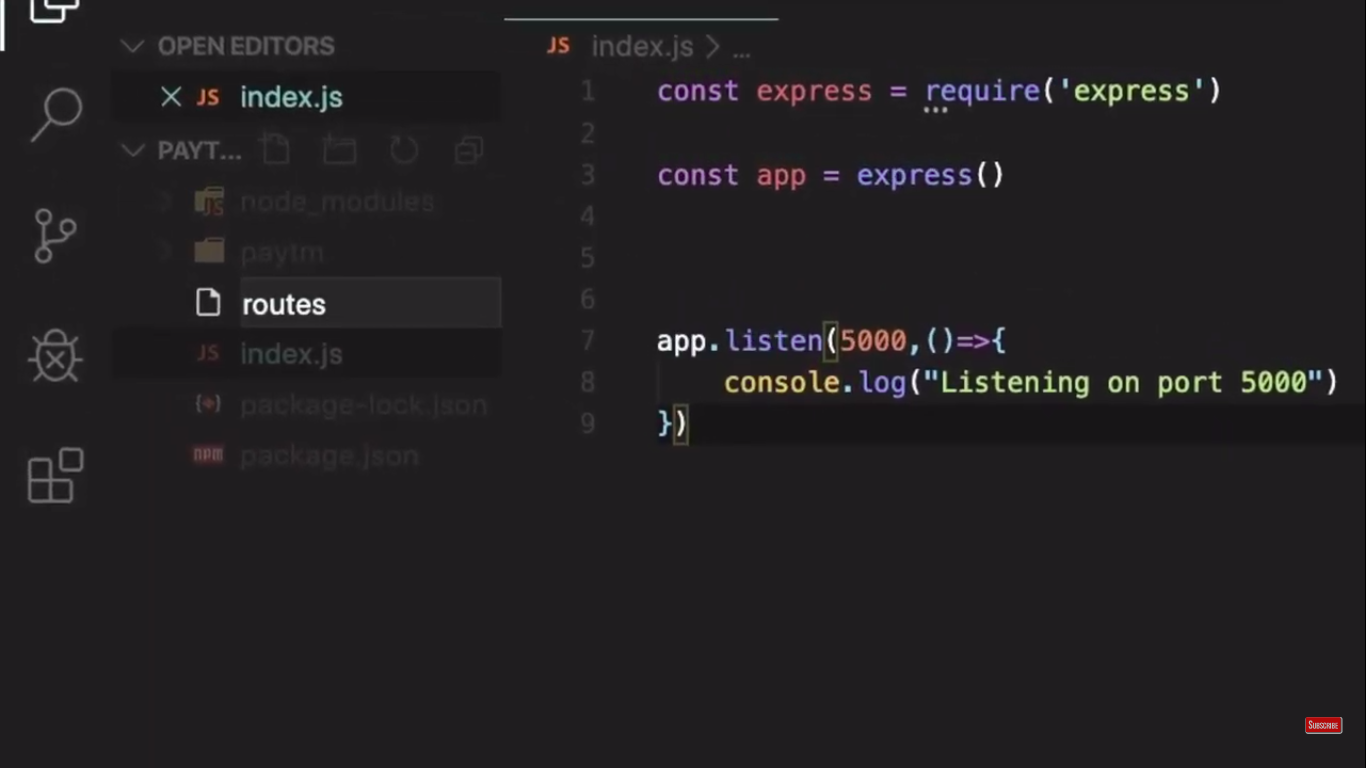 OPEN EDITORS
JS index.js
PAYT...
JS node_modules
paytm
routes
JS index.js
package-lock.json
npm package.json
JS index.js > ...
1 const express = require('express')
2
3 const app = express()
4
5
6
7 app.listen(5000,()=>{
8 console.log("Listening on port 5000")
9 })
SUBSCRIBE